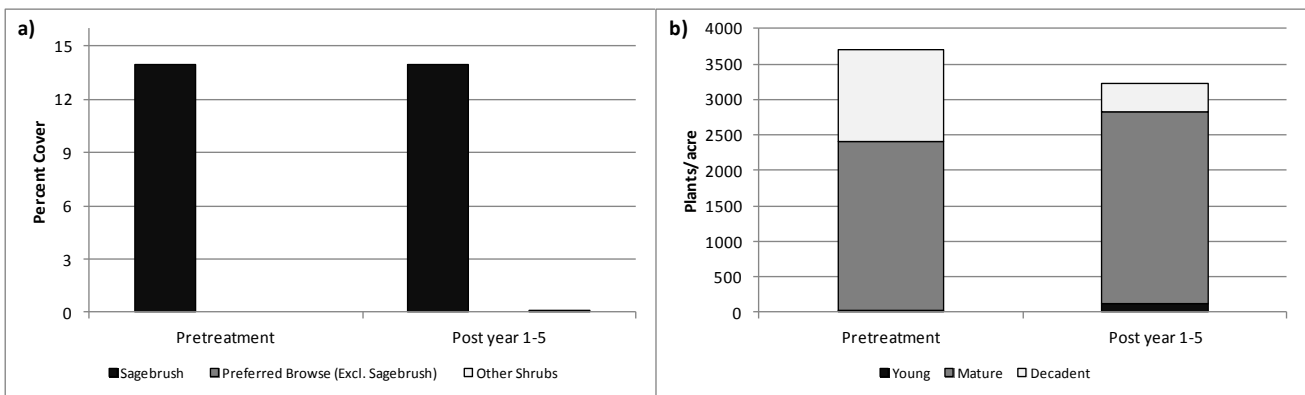 a)
Percent Cover
15
12
9
6
3
0
Pretreatment Post year 1-5
Sagebrush Preferred Browse (Excl. Sagebrush) Other Shrubs
b)
Plants/acre
4000
3500
3000
2500
2000
1500
1000
500
0
Pretreatment Post year 1-5
Young Mature Decadent